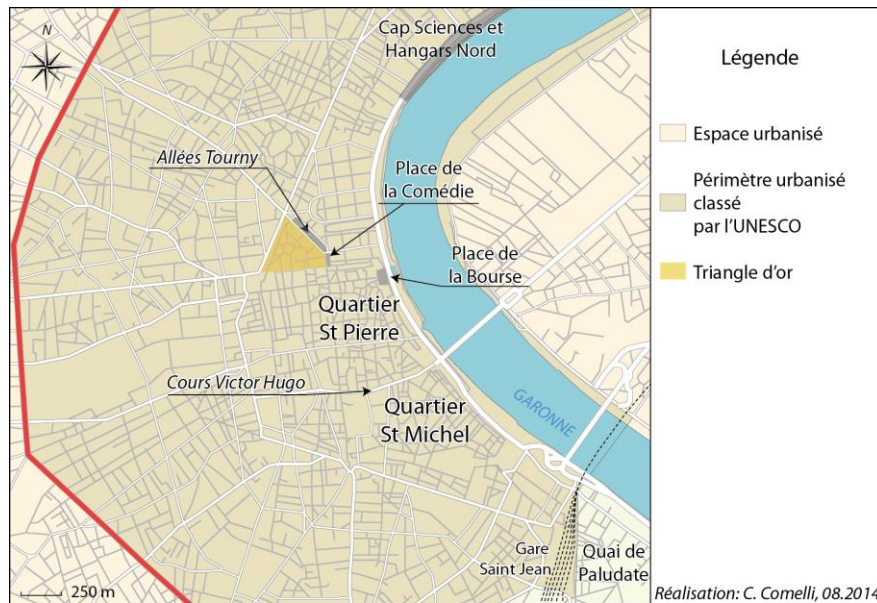 N
Cap Sciences et
Hangars Nord
Allées Tourny
Place de
la Comédie
Place de
la Bourse
Quartier
St Pierre
Cours Victor Hugo
Quartier
St Michel
GARONNE
Gare
Saint Jean
Quai de
Paludate
250 m
Légende
Espace urbanisé
Périmètre urbanisé
classé
par l'UNESCO
Triangle d'or
Réalisation: C. Comelli, 08.2014